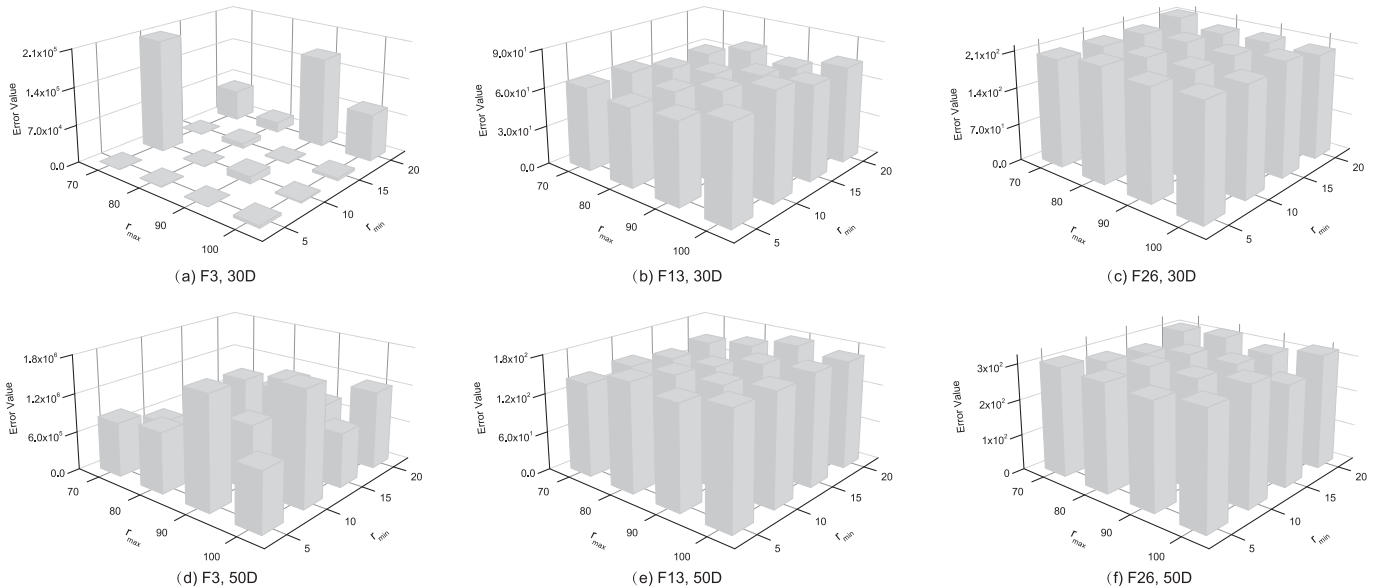 2.1x10⁵
1.4x10⁵
7.0x10⁴
0.0
Error Value
70
80
90
100
r_max
5
10
15
20
r_min
(a) F3, 30D
9.0x10¹
6.0x10¹
3.0x10¹
0.0
Error Value
70
80
90
100
r_max
5
10
15
20
r_min
(b) F13, 30D
2.1x10²
1.4x10²
7.0x10¹
0.0
Error Value
70
80
90
100
r_max
5
10
15
20
r_min
(c) F26, 30D
1.8x10⁶
1.2x10⁶
6.0x10⁵
0.0
Error Value
70
80
90
100
r_max
5
10
15
20
r_min
(d) F3, 50D
1.8x10²
1.2x10²
6.0x10¹
0.0
Error Value
70
80
90
100
r_max
5
10
15
20
r_min
(e) F13, 50D
3x10²
2x10²
1x10²
0
Error Value
70
80
90
100
r_max
5
10
15
20
r_min
(f) F26, 50D